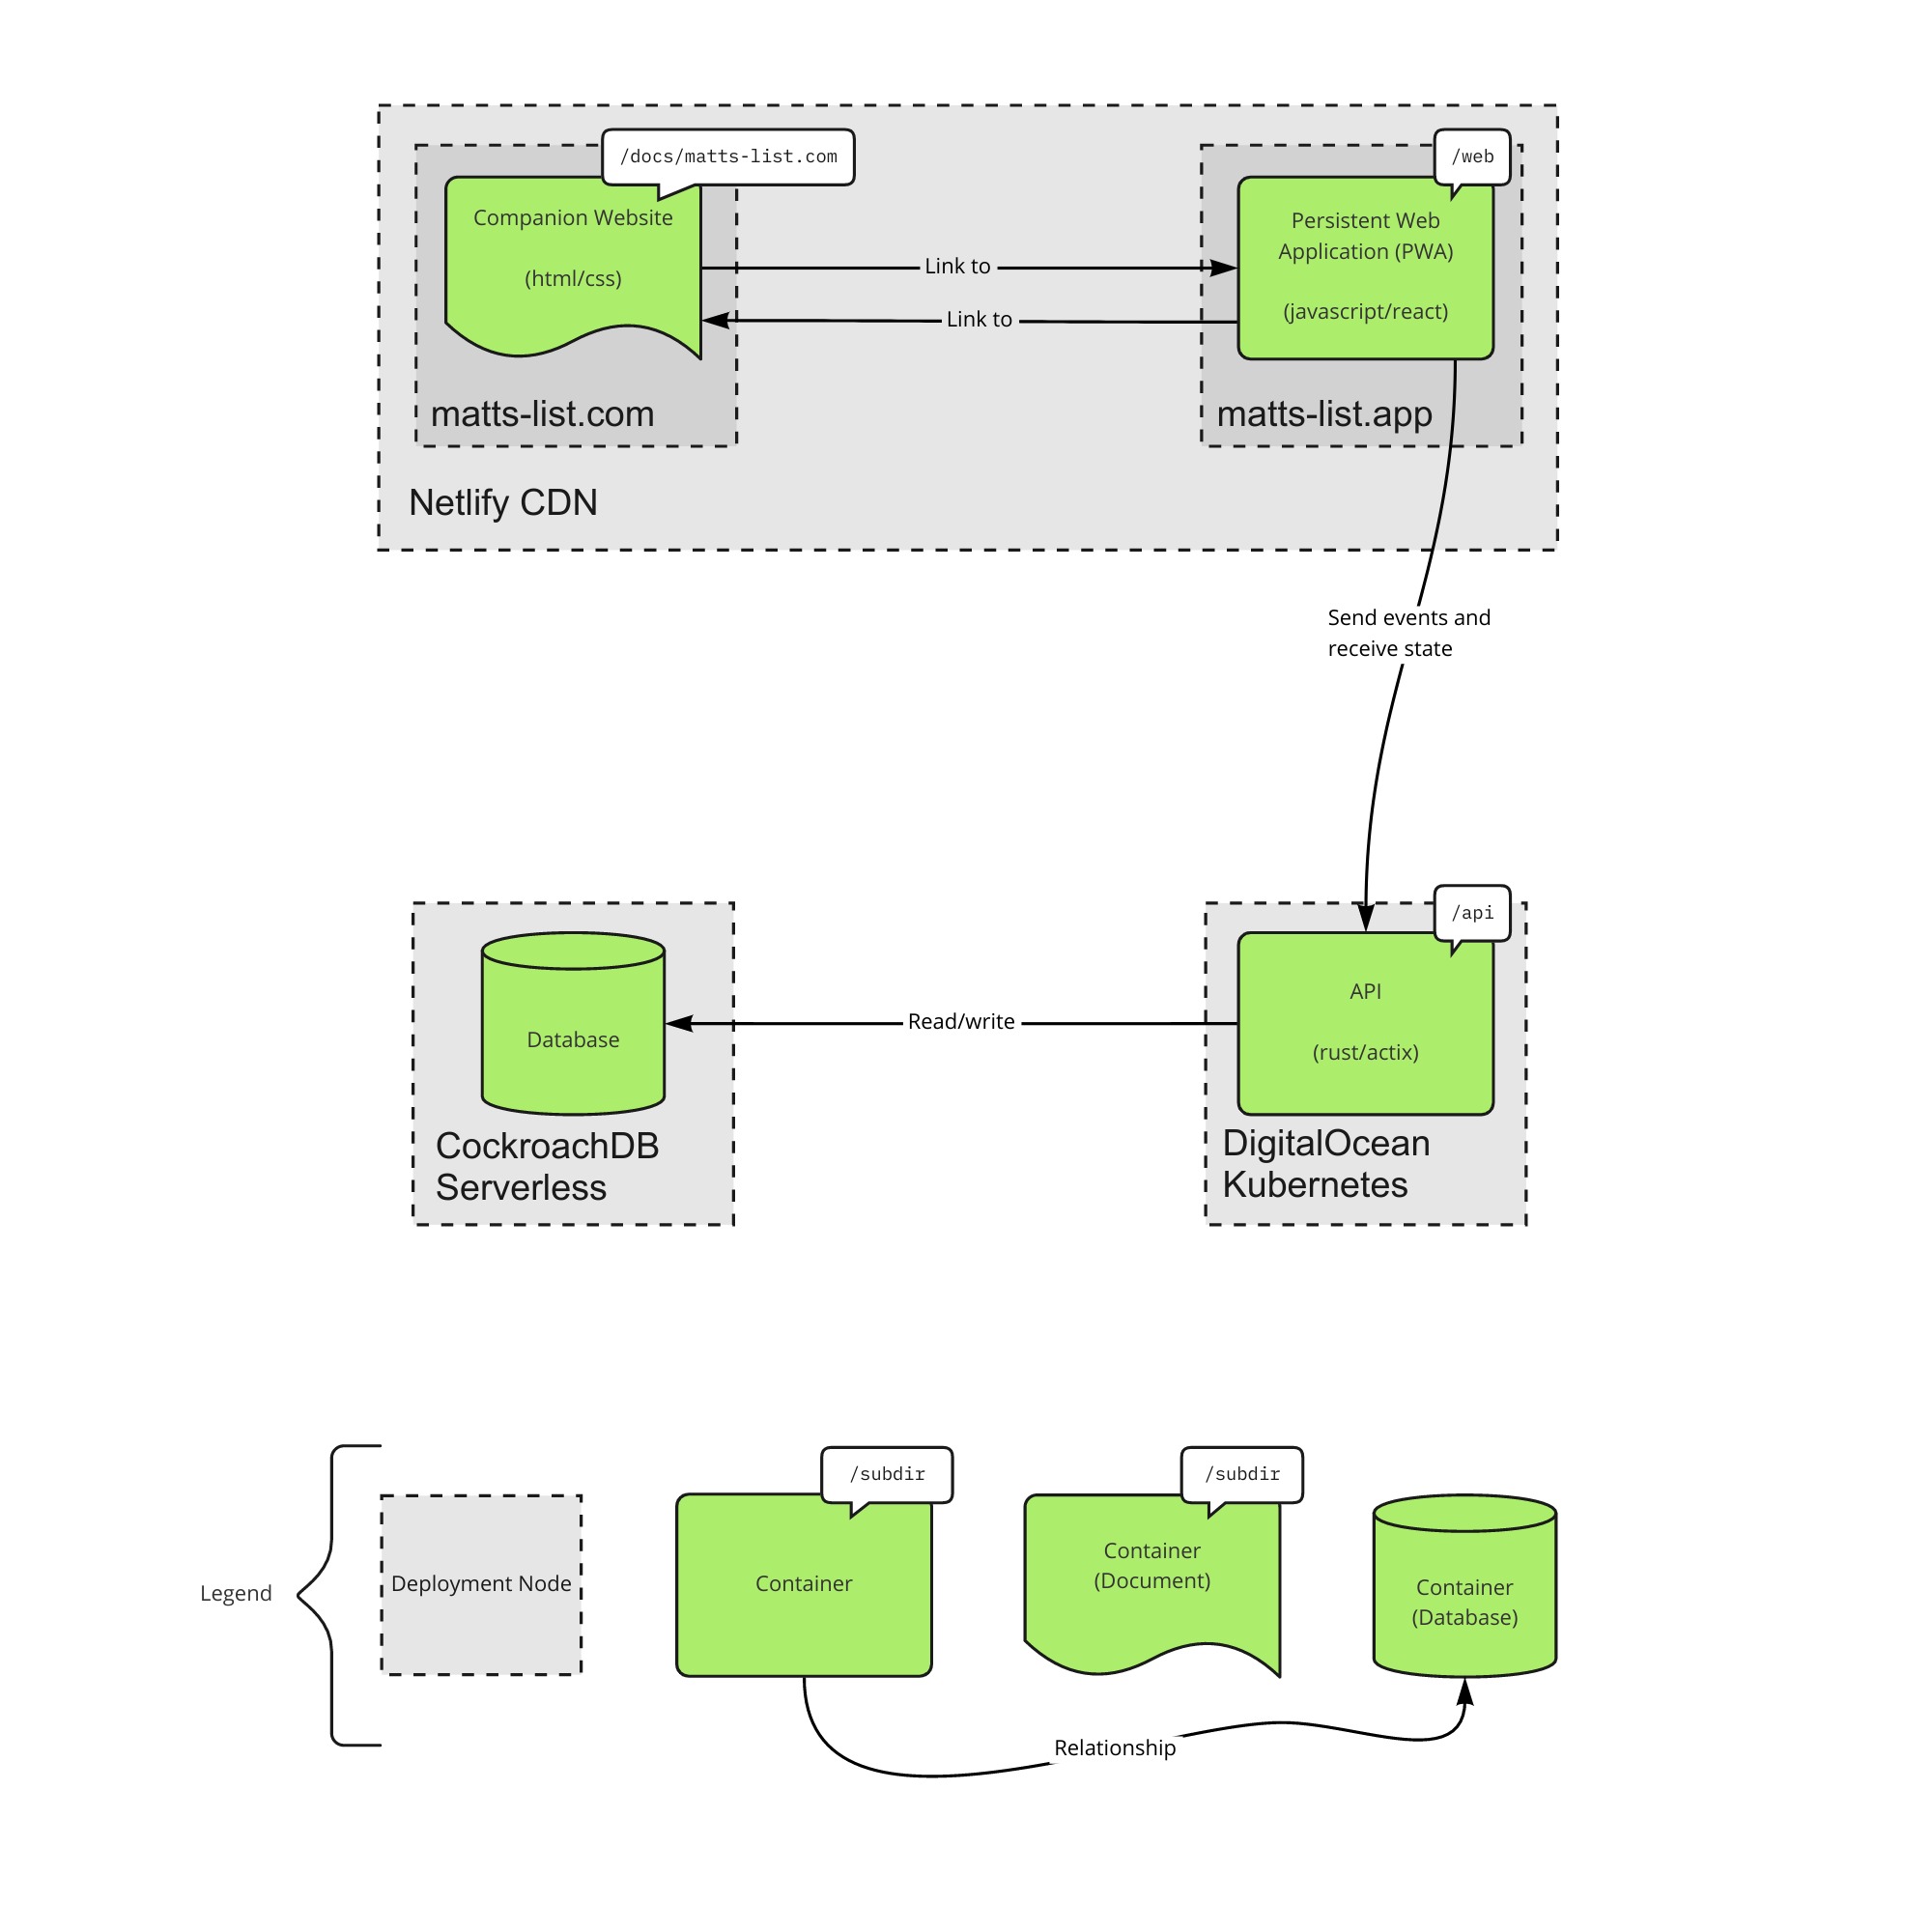 /docs/matts-list.com
/web
Companion Website
(html/css)
Persistent Web
Application (PWA)
(javascript/react)
Link to
Link to
matts-list.com
matts-list.app
Netlify CDN
Send events and
receive state
/api
Database
Read/write
API
(rust/actix)
CockroachDB
Serverless
DigitalOcean
Kubernetes
Legend
Deployment Node
/subdir
Container
/subdir
Container
(Document)
Container
(Database)
Relationship